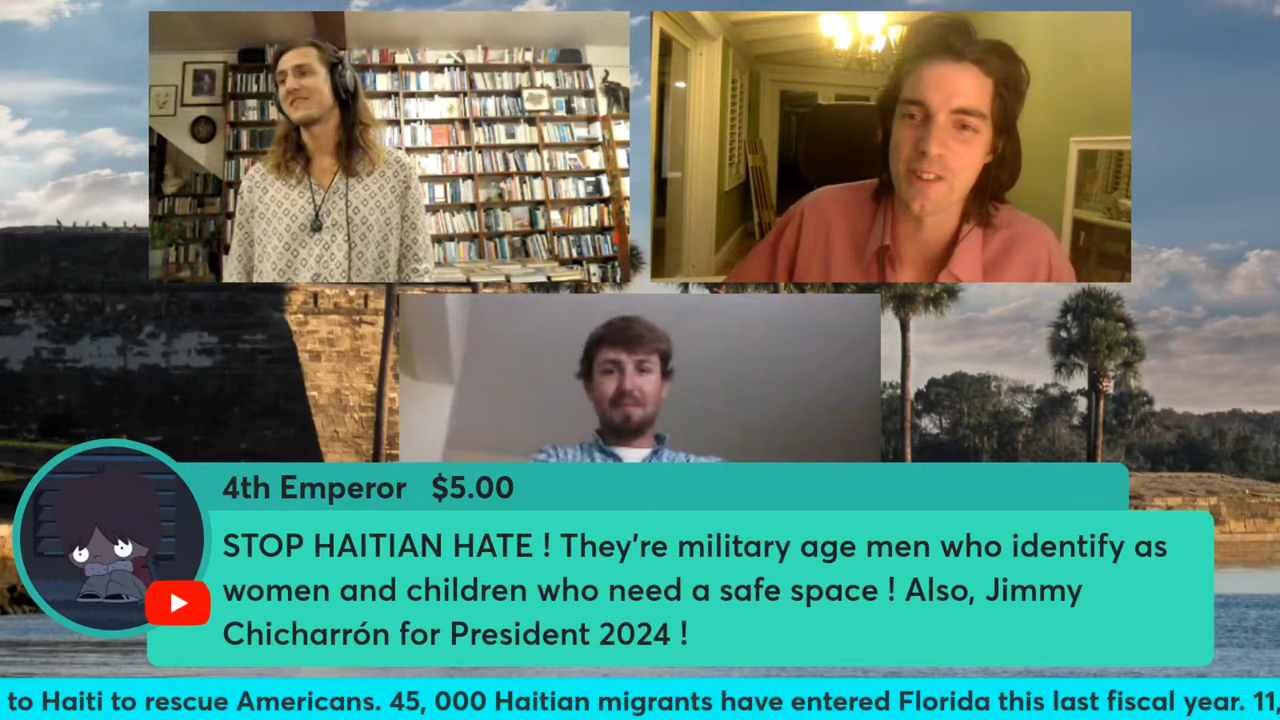 4th Emperor $5.00
STOP HAITIAN HATE ! They're military age men who identify as
women and children who need a safe space ! Also, Jimmy
Chicharrón for President 2024 !
to Haiti to rescue Americans. 45, 000 Haitian migrants have entered Florida this last fiscal year. 11,